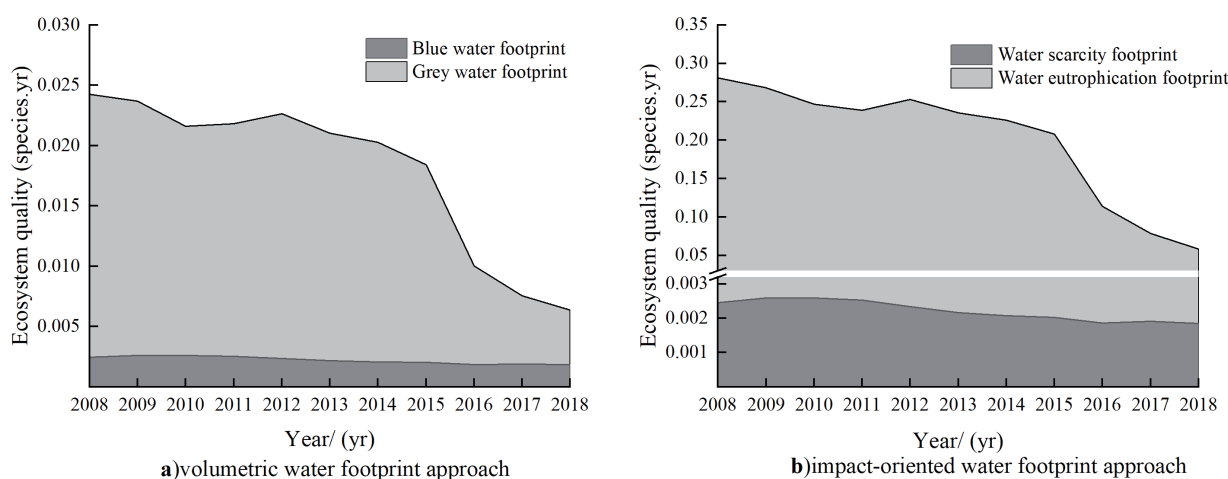 0.030
0.025
0.020
0.015
0.010
0.005
Ecosystem quality (species.yr)
Blue water footprint
Grey water footprint
2008 2009 2010 2011 2012 2013 2014 2015 2016 2017 2018
Year/ (yr)
a)volumetric water footprint approach
0.35
0.30
0.25
0.20
0.15
0.10
0.05
0.003
0.002
0.001
Ecosystem quality (species.yr)
Water scarcity footprint
Water eutrophication footprint
2008 2009 2010 2011 2012 2013 2014 2015 2016 2017 2018
Year/ (yr)
b)impact-oriented water footprint approach